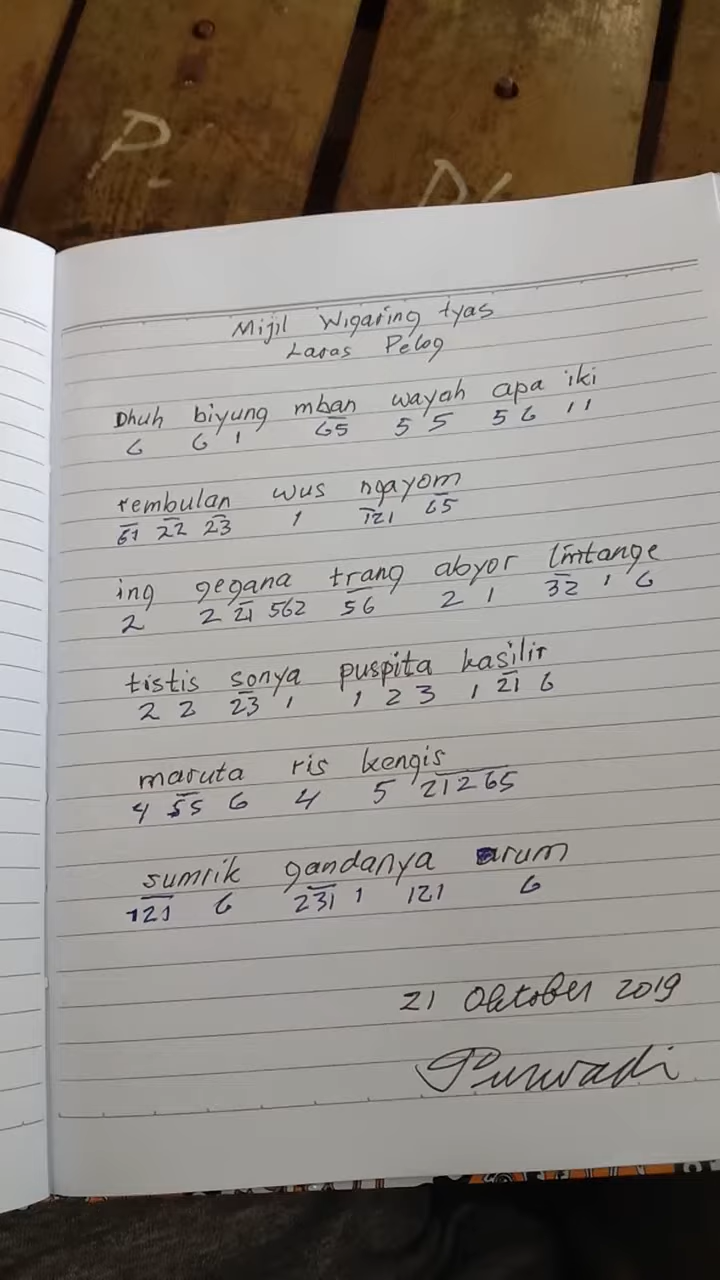 P
Mijil Wigaring tyas
Laras Pelog
Dhuh biyung mban wayah apa iki
6 6 1 65 5 5 5 6 1 1
rembulan wus ngayom
61 22 23 1 121 65
ing gegana trang abyor lintange
2 2 21 562 56 2 1 32 1 6
tistis sonya puspita kasilir
2 2 23 1 1 2 3 1 21 6
maruta ris kengis
4 55 6 4 5 21265
sumrik gandanya arum
121 6 231 1 121 6
21 Oktober 2019
Purwadi